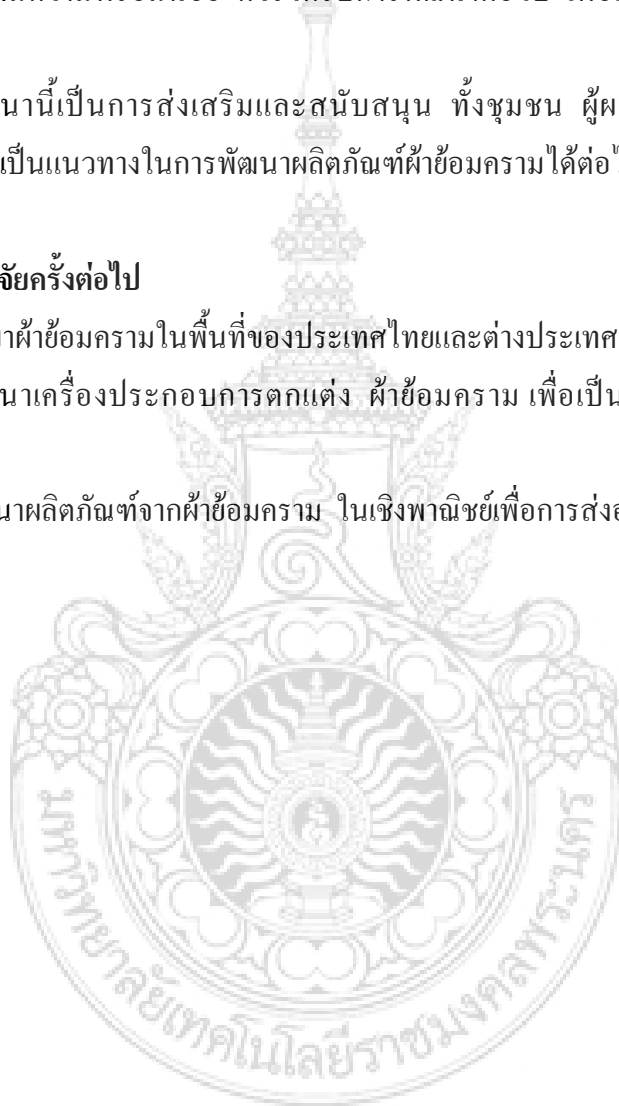 นานี้เป็นการส่งเสริมและสนับสนุน ทั้งชุมชน ผู้ผ
เป็นแนวทางในการพัฒนาผลิตภัณฑ์ผ้าย้อมครามได้ต่อไ
จัยครั้งต่อไป
าผ้าย้อมครามในพื้นที่ของประเทศไทยและต่างประเทศ
นาเครื่องประกอบการตกแต่ง ผ้าย้อมคราม เพื่อเป็น
นาผลิตภัณฑ์จากผ้าย้อมคราม ในเชิงพาณิชย์เพื่อการส่งอ
มหาวิทยาลัยเทคโนโลยีราชมงคลพระนคร